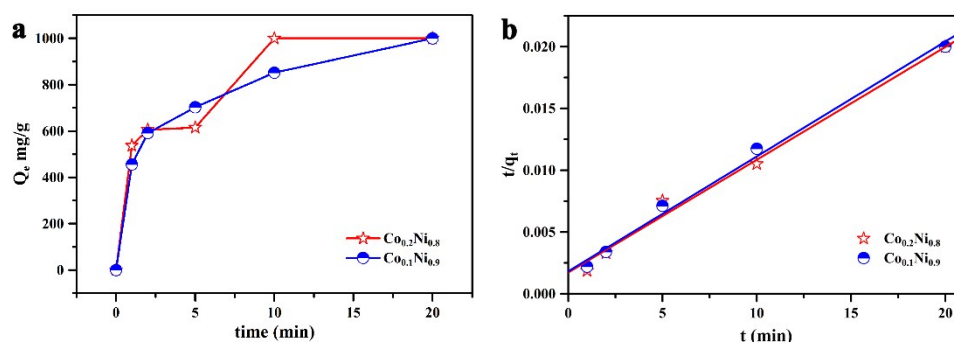 a
1000
800
600
400
200
0
Qₑ mg/g
0 5 10 15 20
time (min)
Co₀.₂Ni₀.₈
Co₀.₁Ni₀.₉
b
0.020
0.015
0.010
0.005
0.000
t/qₜ
0 5 10 15 20
t (min)
Co₀.₂Ni₀.₈
Co₀.₁Ni₀.₉